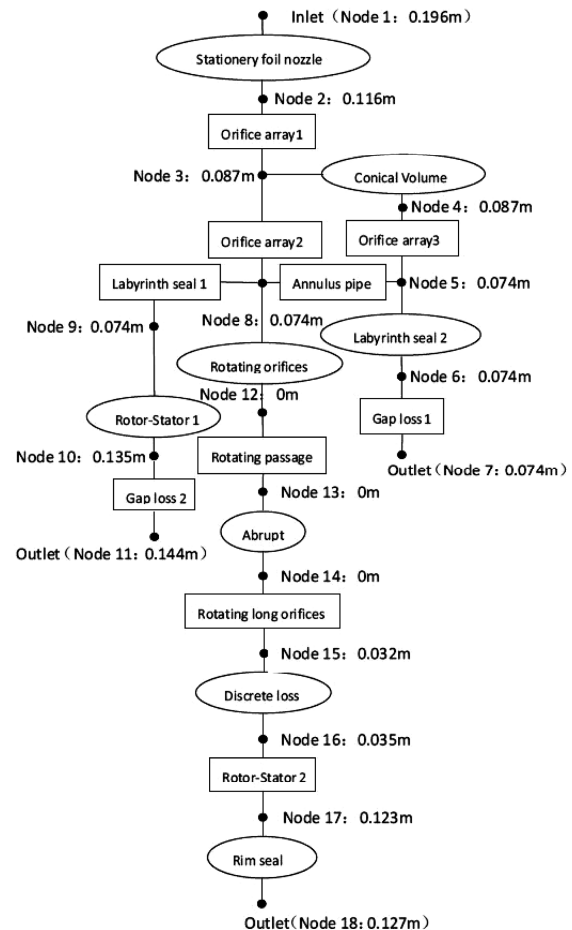 Inlet（Node 1：0.196m）
Stationery foil nozzle
Node 2：0.116m
Orifice array1
Node 3：0.087m
Conical Volume
Node 4：0.087m
Orifice array2
Orifice array3
Labyrinth seal 1
Annulus pipe
Node 5：0.074m
Node 8：0.074m
Node 9：0.074m
Labyrinth seal 2
Rotating orifices
Node 6：0.074m
Node 12：0m
Rotor-Stator 1
Gap loss 1
Node 10：0.135m
Rotating passage
Outlet（Node 7：0.074m）
Gap loss 2
Node 13：0m
Abrupt
Outlet（Node 11：0.144m）
Node 14：0m
Rotating long orifices
Node 15：0.032m
Discrete loss
Node 16：0.035m
Rotor-Stator 2
Node 17：0.123m
Rim seal
Outlet(Node 18：0.127m）